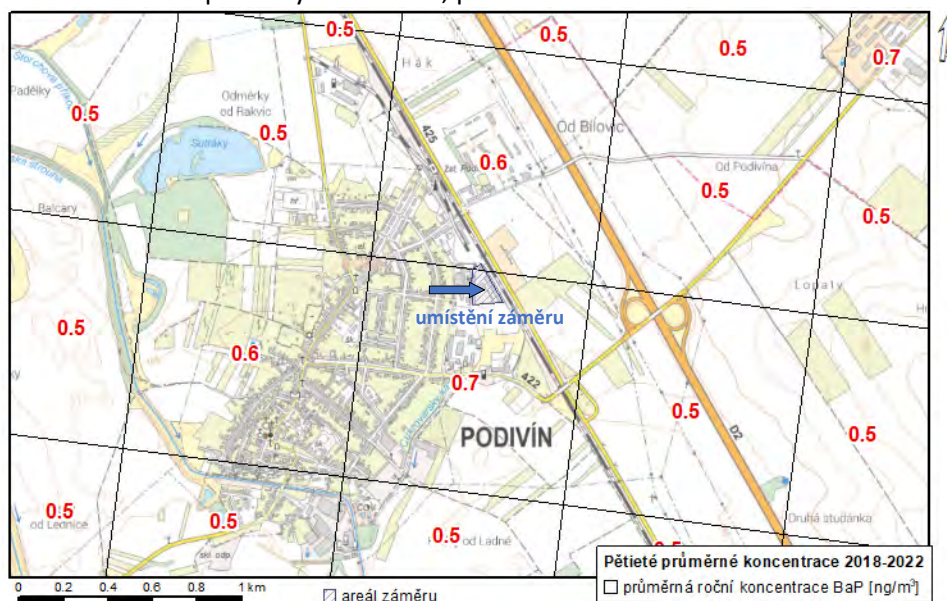 0.5
0.5
0.5
0.7
Hák
Padělky
0.5
Odměrky
od Rakvic
0.5
425
Od Bílovic
Sutráky
0.6
Od Podivína
0.5
Balcary
0.5
Lopaty
umístění záměru
0.5
0.6
0.7
422
0.5
0.5
PODIVÍN
D2
0.5
od Lednice
0.5
0.5
od Ladné
Druhá studánka
0 0.2 0.4 0.6 0.8 1 km
areál záměru
Pětieté průměrné koncentrace 2018-2022
průměrná roční koncentrace BaP [ng/m³]